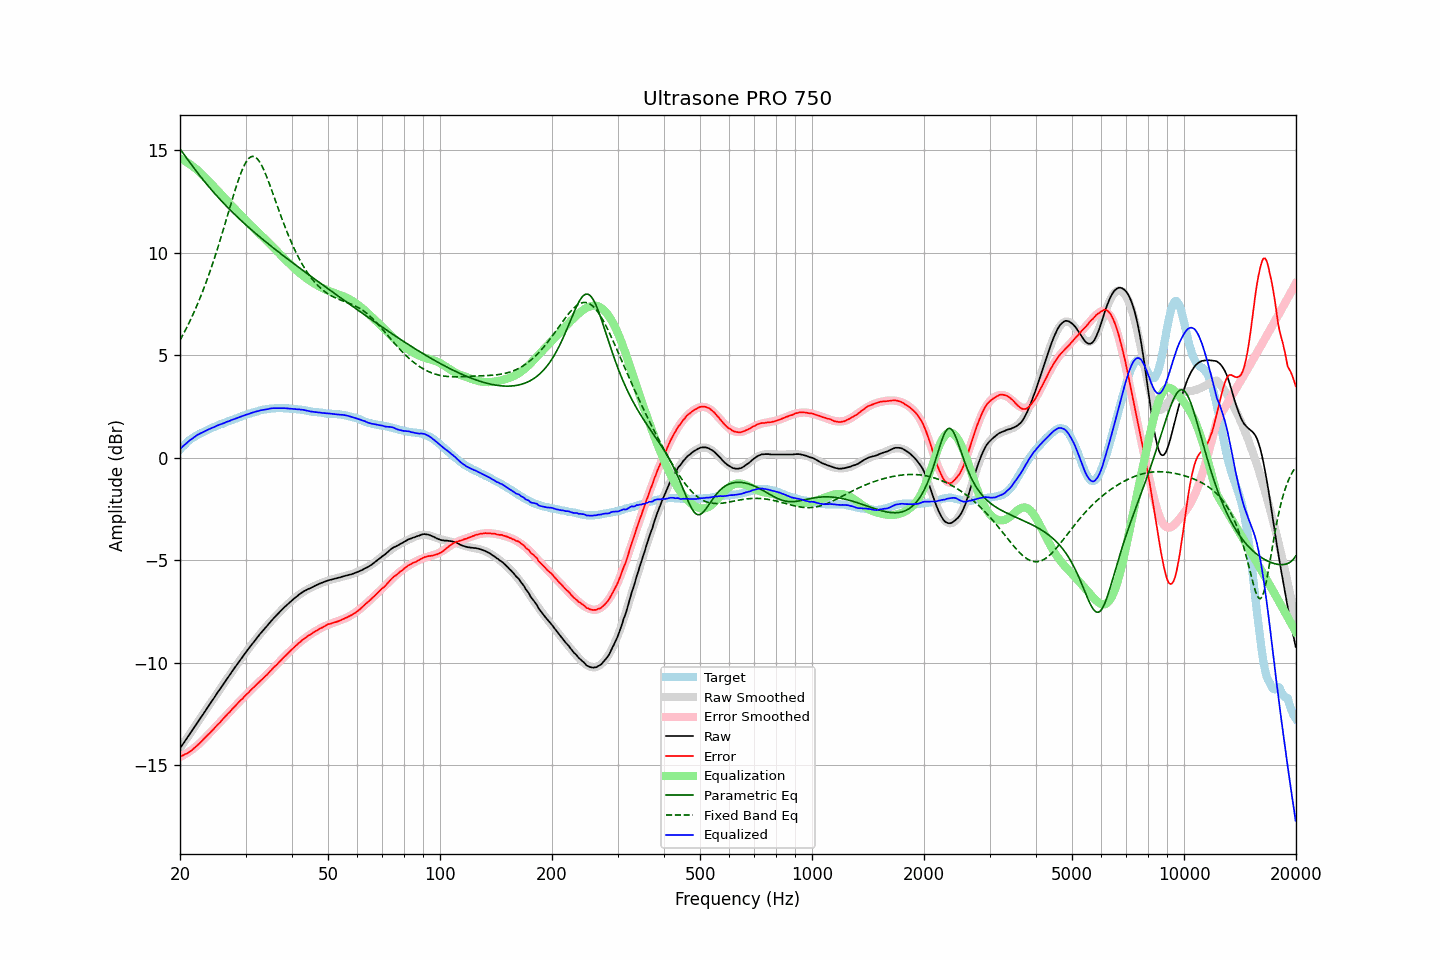 Ultrasone PRO 750
Amplitude (dBr)
15
10
5
0
−5
−10
−15
Target
Raw Smoothed
Error Smoothed
Raw
Error
Equalization
Parametric Eq
Fixed Band Eq
Equalized
20 50 100 200 500 1000 2000 5000 10000 20000
Frequency (Hz)